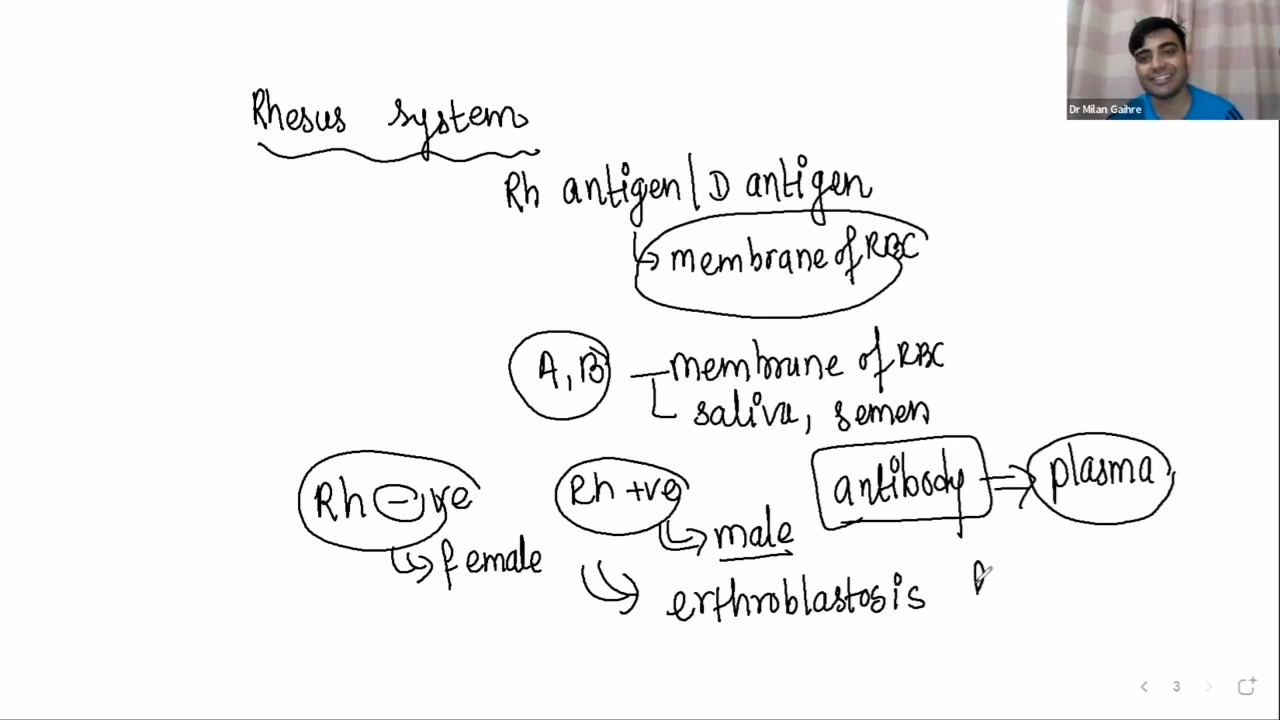 Dr Milan Gaihre
Rhesus system
Rh antigen / D antigen
membrane of RBC
A, B membrane of RBC
saliva, semen
Rh -ve Rh +ve antibody plasma
female male
erthroblastosis
3